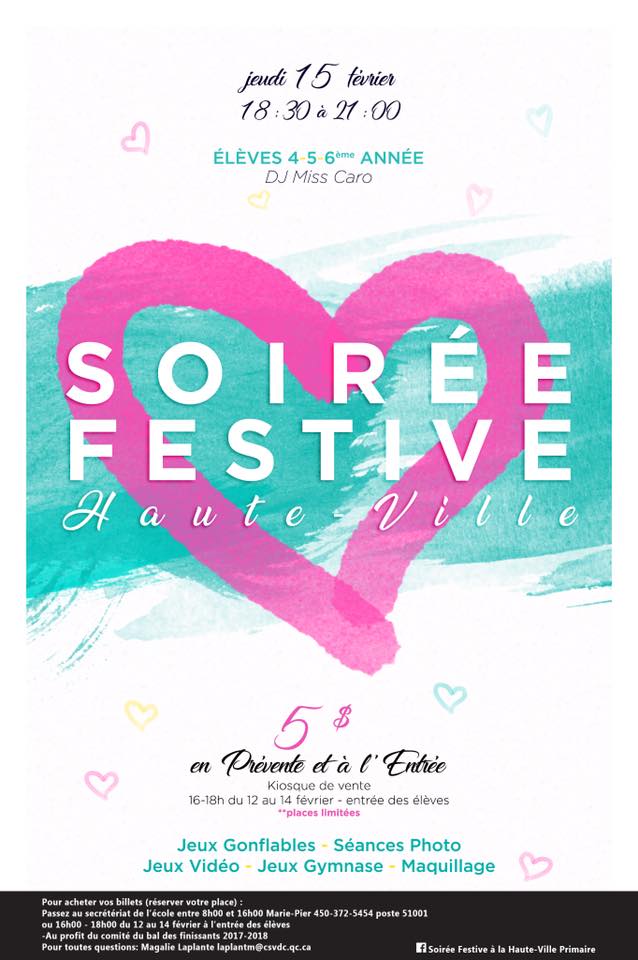 jeudi 15 février
18:30 à 21:00
ÉLÈVES 4-5-6ème ANNÉE
DJ Miss Caro
SOIRÉE
FESTIVE
Haute-Ville
5 $
en Prévente et à l'Entrée
Kiosque de vente
16-18h du 12 au 14 février - entrée des élèves
**places limitées
Jeux Gonflables - Séances Photo
Jeux Vidéo - Jeux Gymnase - Maquillage
Pour acheter vos billets (réserver votre place) :
Passez au secrétériat de l'école entre 8h00 et 16h00 Marie-Pier 450-372-5454 poste 51001
ou 16h00 - 18h00 du 12 au 14 février à l'entrée des élèves
-Au profit du comité du bal des finissants 2017-2018
Pour toutes questions: Magalie Laplante laplantm@csvdc.qc.ca
Soirée Festive à la Haute-Ville Primaire